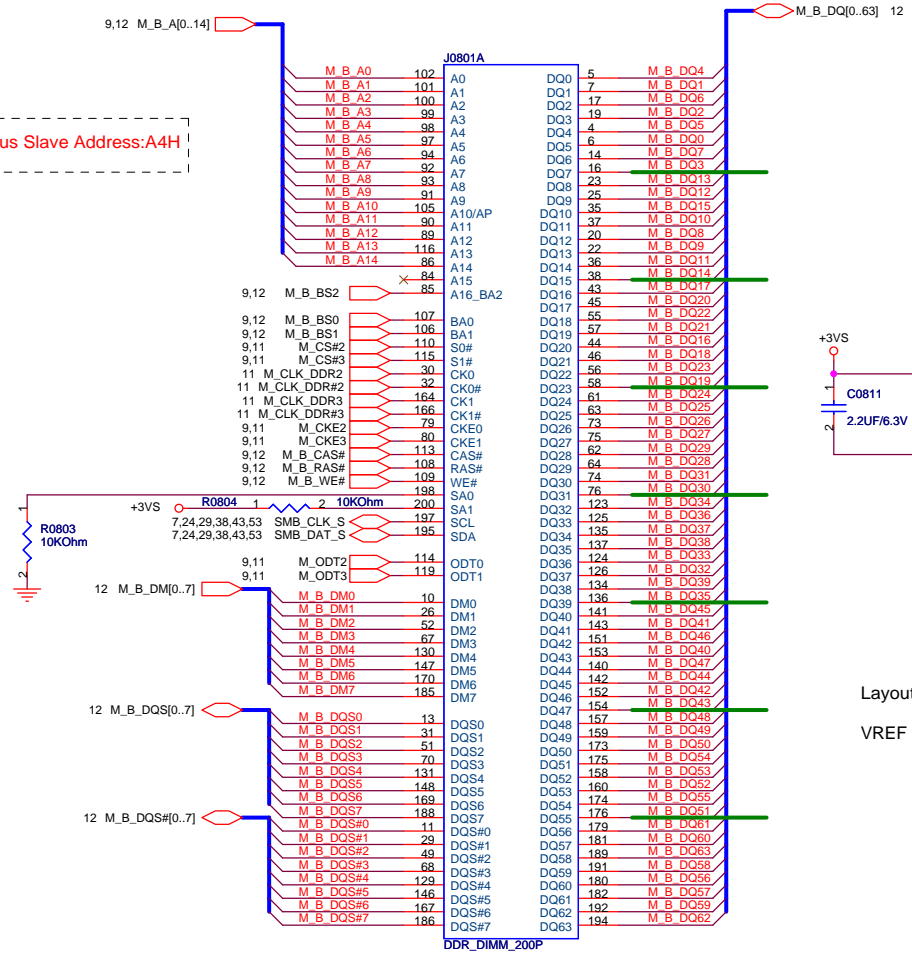 9,12 M_B_A[0..14]
M_B_DQ[0..63] 12
us Slave Address:A4H
J0801A
M_B_A0 102 A0 DQ0 5 M_B_DQ4
M_B_A1 101 A1 DQ1 7 M_B_DQ1
M_B_A2 100 A2 DQ2 17 M_B_DQ6
M_B_A3 99 A3 DQ3 19 M_B_DQ2
M_B_A4 98 A4 DQ4 4 M_B_DQ5
M_B_A5 97 A5 DQ5 6 M_B_DQ0
M_B_A6 94 A6 DQ6 14 M_B_DQ7
M_B_A7 92 A7 DQ7 16 M_B_DQ3
M_B_A8 93 A8 DQ8 23 M_B_DQ13
M_B_A9 91 A9 DQ9 25 M_B_DQ12
M_B_A10 105 A10/AP DQ10 35 M_B_DQ15
M_B_A11 90 A11 DQ11 37 M_B_DQ10
M_B_A12 89 A12 DQ12 20 M_B_DQ8
M_B_A13 116 A13 DQ13 22 M_B_DQ9
M_B_A14 86 A14 DQ14 36 M_B_DQ11
84 A15 DQ15 38 M_B_DQ14
9,12 M_B_BS2 85 A16_BA2 DQ16 43 M_B_DQ17
DQ17 45 M_B_DQ20
9,12 M_B_BS0 107 BA0 DQ18 55 M_B_DQ22
9,12 M_B_BS1 106 BA1 DQ19 57 M_B_DQ21
9,11 M_CS#2 110 S0# DQ20 44 M_B_DQ16
9,11 M_CS#3 115 S1# DQ21 46 M_B_DQ18
11 M_CLK_DDR2 30 CK0 DQ22 56 M_B_DQ23
11 M_CLK_DDR#2 32 CK0# DQ23 58 M_B_DQ19
11 M_CLK_DDR3 164 CK1 DQ24 61 M_B_DQ24
11 M_CLK_DDR#3 166 CK1# DQ25 63 M_B_DQ25
9,11 M_CKE2 79 CKE0 DQ26 73 M_B_DQ26
9,11 M_CKE3 80 CKE1 DQ27 75 M_B_DQ27
9,12 M_B_CAS# 113 CAS# DQ28 62 M_B_DQ29
9,12 M_B_RAS# 108 RAS# DQ29 64 M_B_DQ28
9,12 M_B_WE# 109 WE# DQ30 74 M_B_DQ31
198 SA0 DQ31 76 M_B_DQ30
+3VS R0804 1 2 10KOhm 200 SA1 DQ32 123 M_B_DQ34
7,24,29,38,43,53 SMB_CLK_S 197 SCL DQ33 125 M_B_DQ36
7,24,29,38,43,53 SMB_DAT_S 195 SDA DQ34 135 M_B_DQ37
DQ35 137 M_B_DQ38
9,11 M_ODT2 114 ODT0 DQ36 124 M_B_DQ33
9,11 M_ODT3 119 ODT1 DQ37 126 M_B_DQ32
DQ38 134 M_B_DQ39
1 R0803 10KOhm 2
12 M_B_DM[0..7]
M_B_DM0 10 DM0 DQ39 136 M_B_DQ35
M_B_DM1 26 DM1 DQ40 141 M_B_DQ45
M_B_DM2 52 DM2 DQ41 143 M_B_DQ41
M_B_DM3 67 DM3 DQ42 151 M_B_DQ46
M_B_DM4 130 DM4 DQ43 153 M_B_DQ40
M_B_DM5 147 DM5 DQ44 140 M_B_DQ47
M_B_DM6 170 DM6 DQ45 142 M_B_DQ44
M_B_DM7 185 DM7 DQ46 152 M_B_DQ42
12 M_B_DQS[0..7] DQ47 154 M_B_DQ43
M_B_DQS0 13 DQS0 DQ48 157 M_B_DQ48
M_B_DQS1 31 DQS1 DQ49 159 M_B_DQ49
M_B_DQS2 51 DQS2 DQ50 173 M_B_DQ50
M_B_DQS3 70 DQS3 DQ51 175 M_B_DQ54
M_B_DQS4 131 DQS4 DQ52 158 M_B_DQ53
M_B_DQS5 148 DQS5 DQ53 160 M_B_DQ52
M_B_DQS6 169 DQS6 DQ54 174 M_B_DQ55
M_B_DQS7 188 DQS7 DQ55 176 M_B_DQ51
12 M_B_DQS#[0..7]
M_B_DQS#0 11 DQS#0 DQ56 179 M_B_DQ61
M_B_DQS#1 29 DQS#1 DQ57 181 M_B_DQ60
M_B_DQS#2 49 DQS#2 DQ58 189 M_B_DQ63
M_B_DQS#3 68 DQS#3 DQ59 191 M_B_DQ58
M_B_DQS#4 129 DQS#4 DQ60 180 M_B_DQ56
M_B_DQS#5 146 DQS#5 DQ61 182 M_B_DQ57
M_B_DQS#6 167 DQS#6 DQ62 192 M_B_DQ59
M_B_DQS#7 186 DQS#7 DQ63 194 M_B_DQ62
DDR_DIMM_200P
+3VS
1 C0811
2 2.2UF/6.3V
Layout
VREF